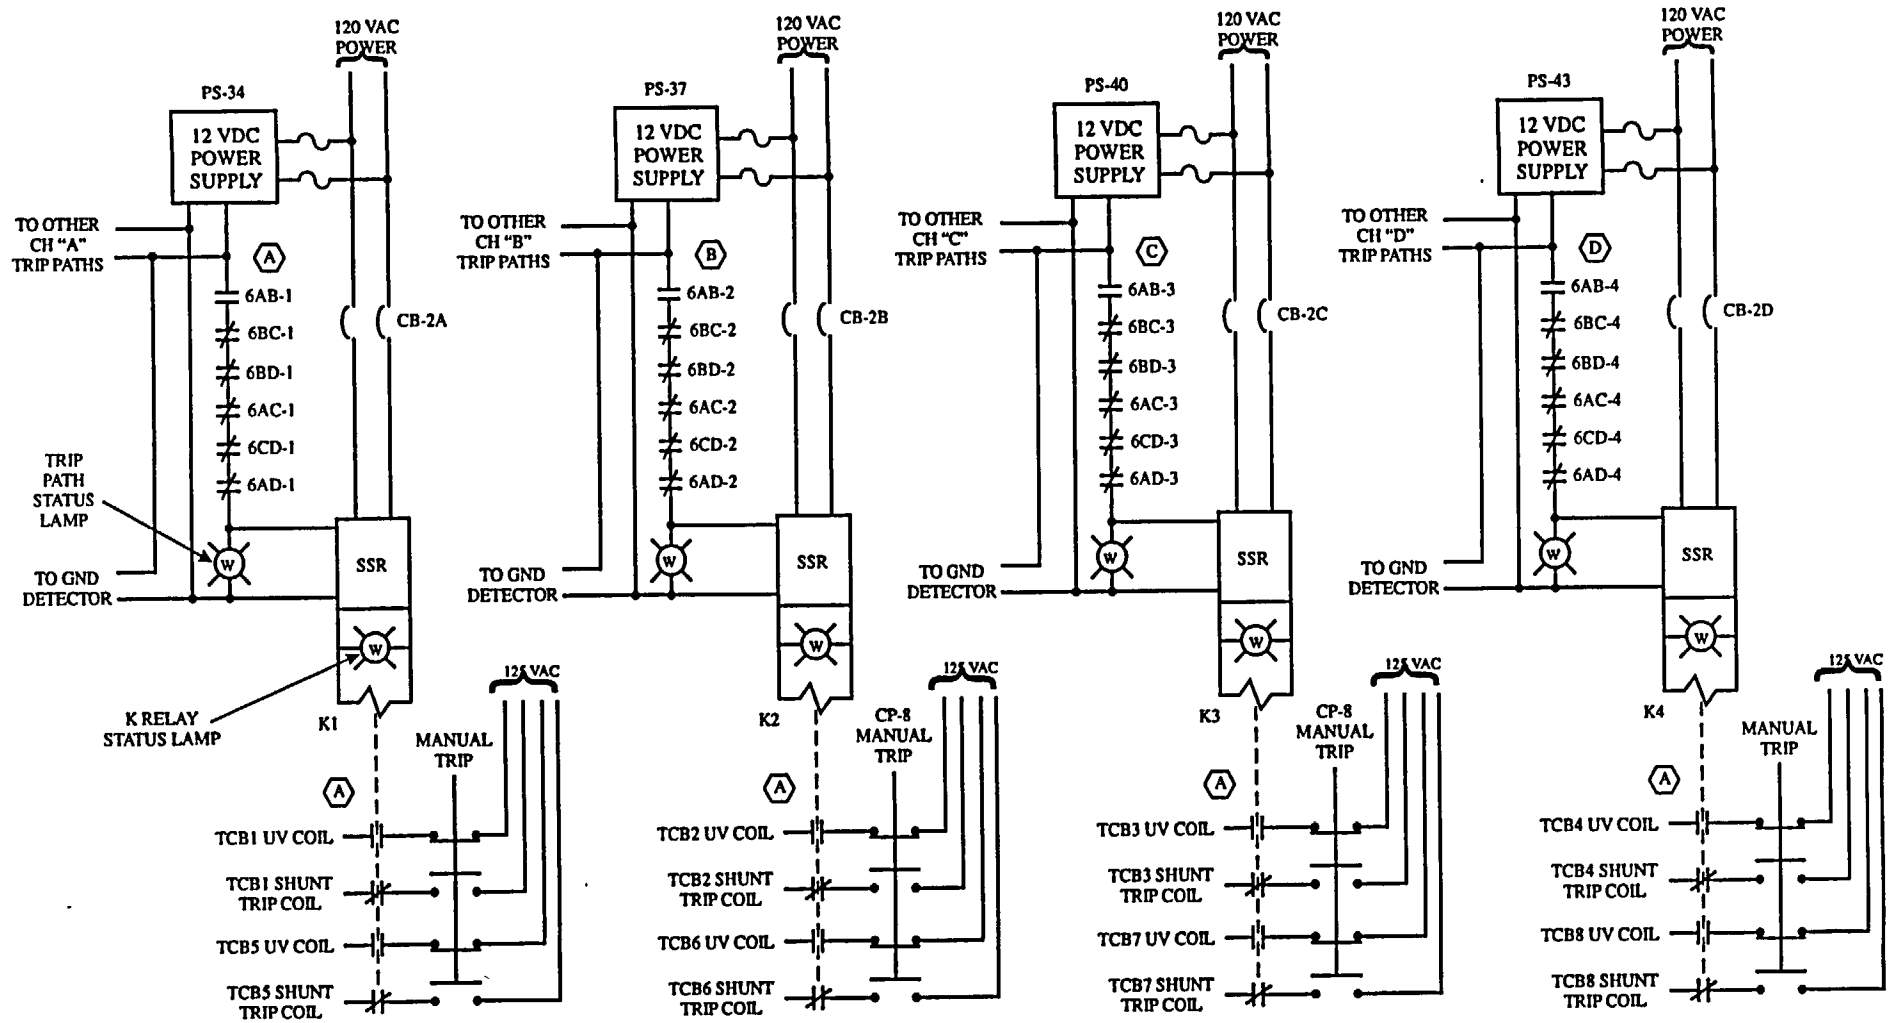 120 VAC
POWER
PS-34
12 VDC
POWER
SUPPLY
TO OTHER
CH "A"
TRIP PATHS
A
6AB-1
6BC-1
6BD-1
6AC-1
6CD-1
6AD-1
CB-2A
TRIP
PATH
STATUS
LAMP
W
SSR
TO GND
DETECTOR
W
K RELAY
STATUS LAMP
K1
125 VAC
MANUAL
TRIP
A
TCB1 UV COIL
TCB1 SHUNT
TRIP COIL
TCB5 UV COIL
TCB5 SHUNT
TRIP COIL
120 VAC
POWER
PS-37
12 VDC
POWER
SUPPLY
TO OTHER
CH "B"
TRIP PATHS
B
6AB-2
6BC-2
6BD-2
6AC-2
6CD-2
6AD-2
CB-2B
W
SSR
TO GND
DETECTOR
W
K2
125 VAC
CP-8
MANUAL
TRIP
A
TCB2 UV COIL
TCB2 SHUNT
TRIP COIL
TCB6 UV COIL
TCB6 SHUNT
TRIP COIL
120 VAC
POWER
PS-40
12 VDC
POWER
SUPPLY
TO OTHER
CH "C"
TRIP PATHS
C
6AB-3
6BC-3
6BD-3
6AC-3
6CD-3
6AD-3
CB-2C
W
SSR
TO GND
DETECTOR
W
K3
125 VAC
CP-8
MANUAL
TRIP
A
TCB3 UV COIL
TCB3 SHUNT
TRIP COIL
TCB7 UV COIL
TCB7 SHUNT
TRIP COIL
120 VAC
POWER
PS-43
12 VDC
POWER
SUPPLY
TO OTHER
CH "D"
TRIP PATHS
D
6AB-4
6BC-4
6BD-4
6AC-4
6CD-4
6AD-4
CB-2D
W
SSR
TO GND
DETECTOR
W
K4
125 VAC
MANUAL
TRIP
A
TCB4 UV COIL
TCB4 SHUNT
TRIP COIL
TCB8 UV COIL
TCB8 SHUNT
TRIP COIL